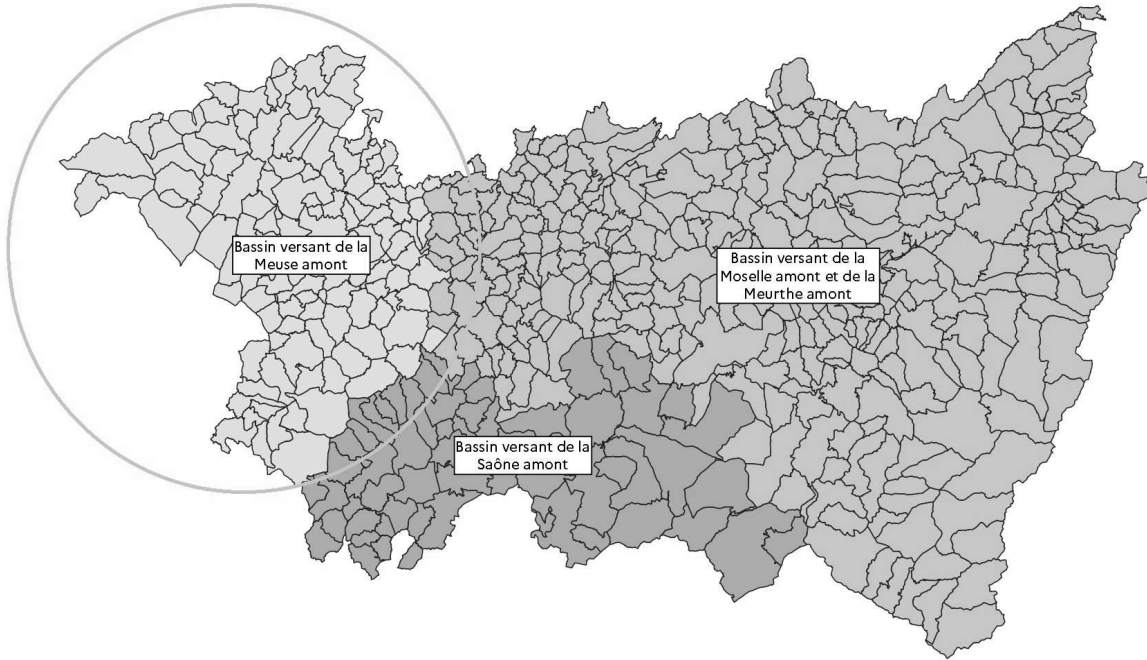 Bassin versant de la
Meuse amont
Bassin versant de la
Moselle amont et de la
Meurthe amont
Bassin versant de la
Saône amont